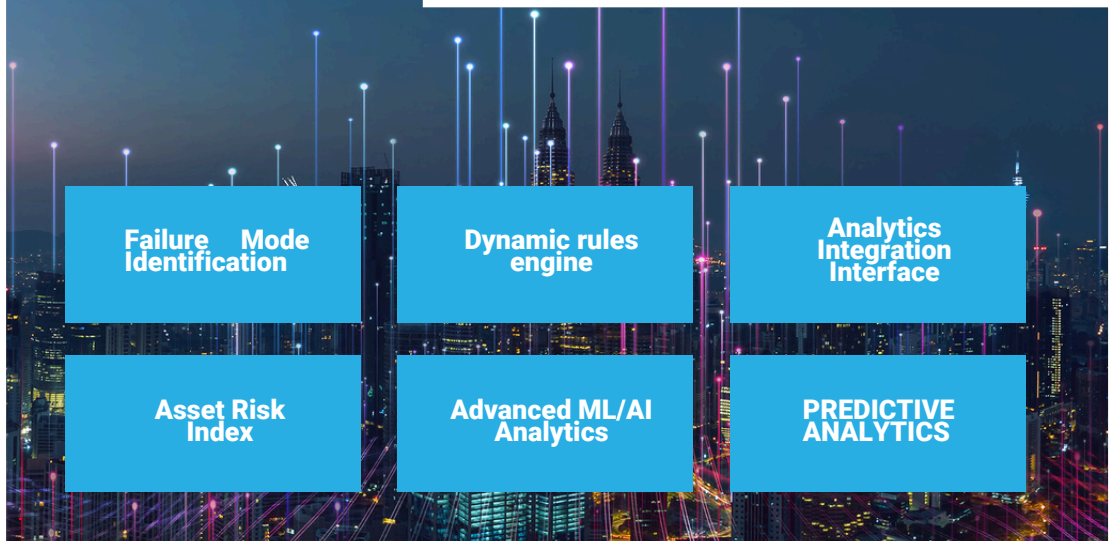 Failure Mode
Identification
Dynamic rules
engine
Analytics
Integration
Interface
Asset Risk
Index
Advanced ML/AI
Analytics
PREDICTIVE
ANALYTICS